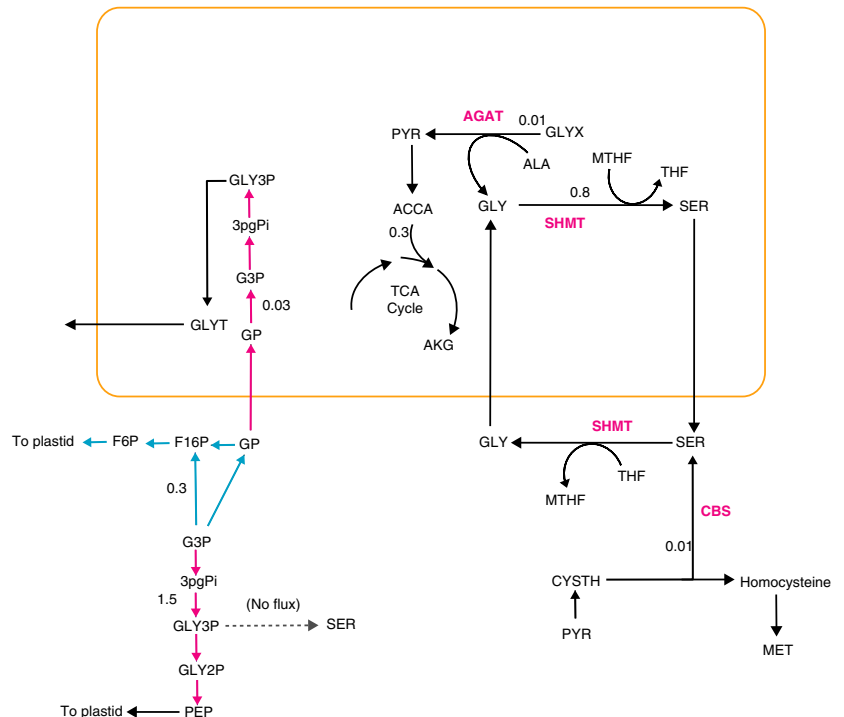 AGAT
0.01
PYR
GLYX
ALA
MTHF
THF
GLY3P
ACCA
GLY
0.8
SER
SHMT
3pgPi
0.3
G3P
TCA
Cycle
0.03
GLYT
GP
AKG
SHMT
To plastid
F6P
F16P
GP
GLY
SER
THF
MTHF
0.3
CBS
G3P
0.01
3pgPi
CYSTH
Homocysteine
1.5
(No flux)
GLY3P
SER
PYR
MET
GLY2P
To plastid
PEP